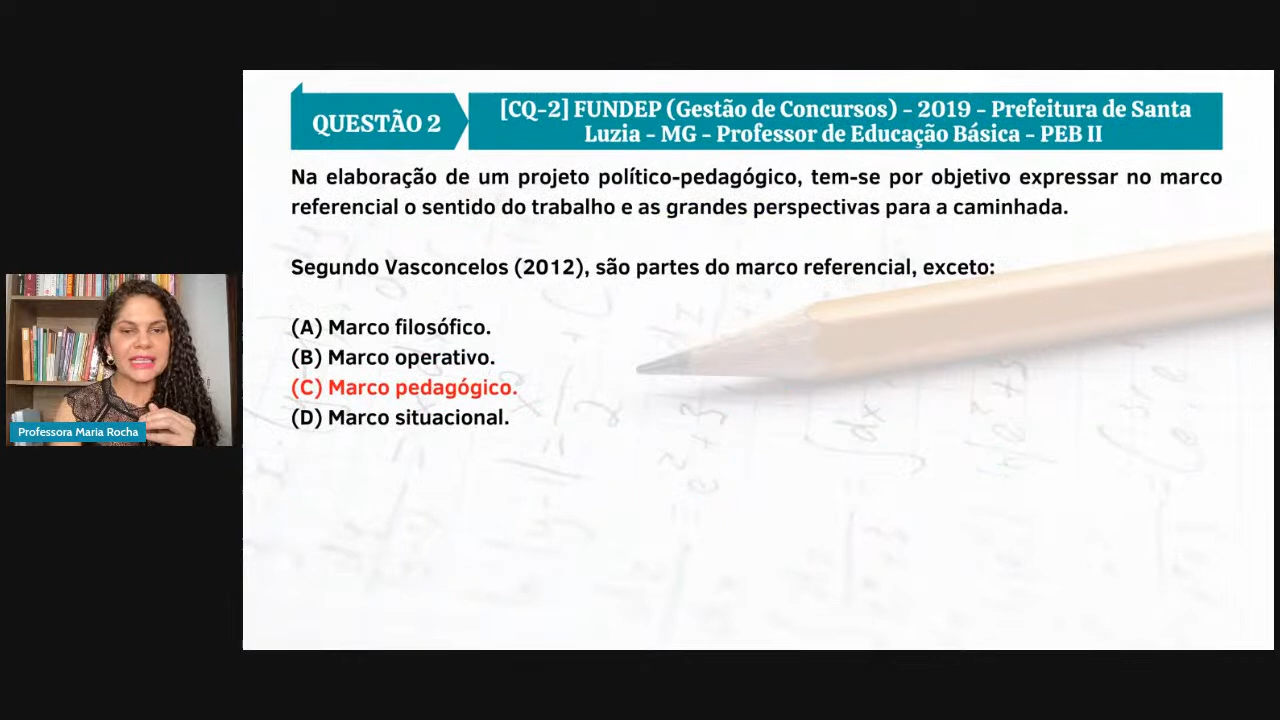 QUESTÃO 2
[CQ-2] FUNDEP (Gestão de Concursos) - 2019 - Prefeitura de Santa
Luzia - MG - Professor de Educação Básica - PEB II
Na elaboração de um projeto político-pedagógico, tem-se por objetivo expressar no marco
referencial o sentido do trabalho e as grandes perspectivas para a caminhada.
Segundo Vasconcelos (2012), são partes do marco referencial, exceto:
(A) Marco filosófico.
(B) Marco operativo.
(C) Marco pedagógico.
(D) Marco situacional.
Professora Maria Rocha